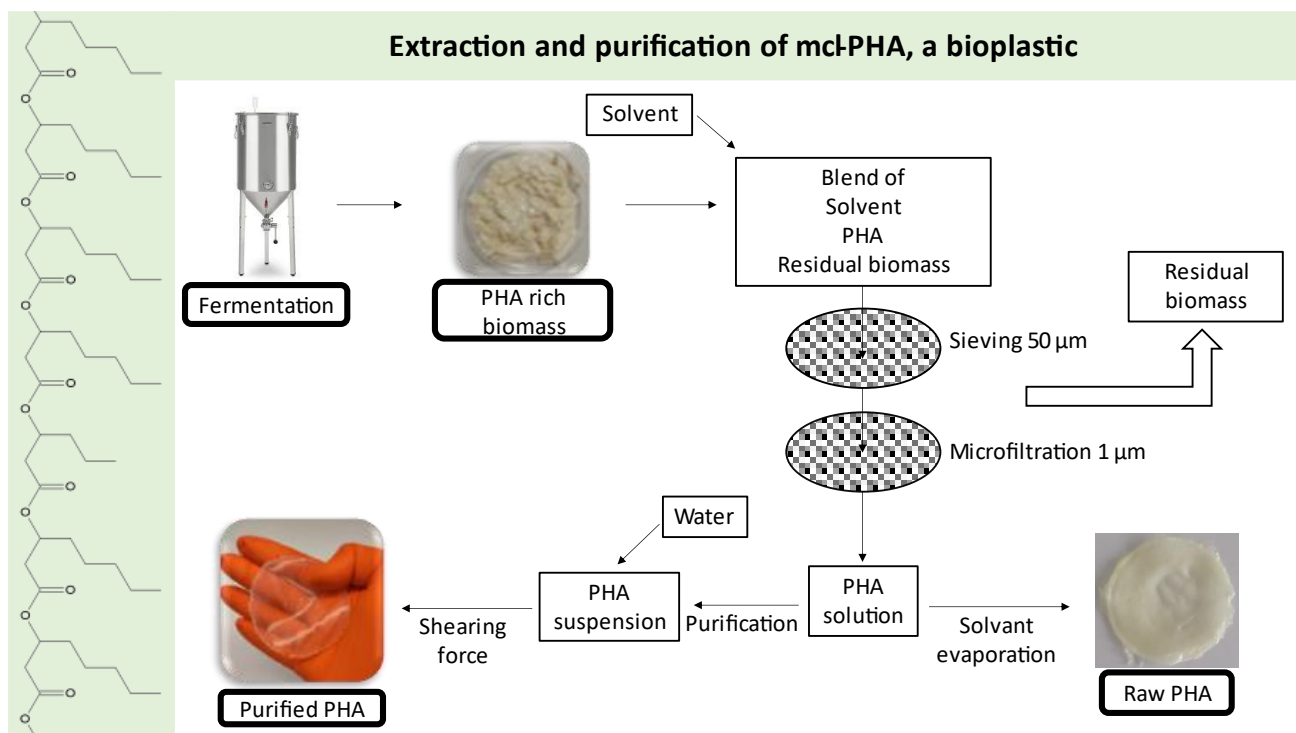 Extraction and purification of mcl-PHA, a bioplastic
Solvent
Blend of
Solvent
PHA
Residual biomass
Fermentation
PHA rich
biomass
Residual
biomass
Sieving 50 µm
Microfiltration 1 µm
Water
PHA
suspension
Purification
PHA
solution
Shearing
force
Solvant
evaporation
Purified PHA
Raw PHA
O
O
O
O
O
O
O
O
O
O
O
O
O
O